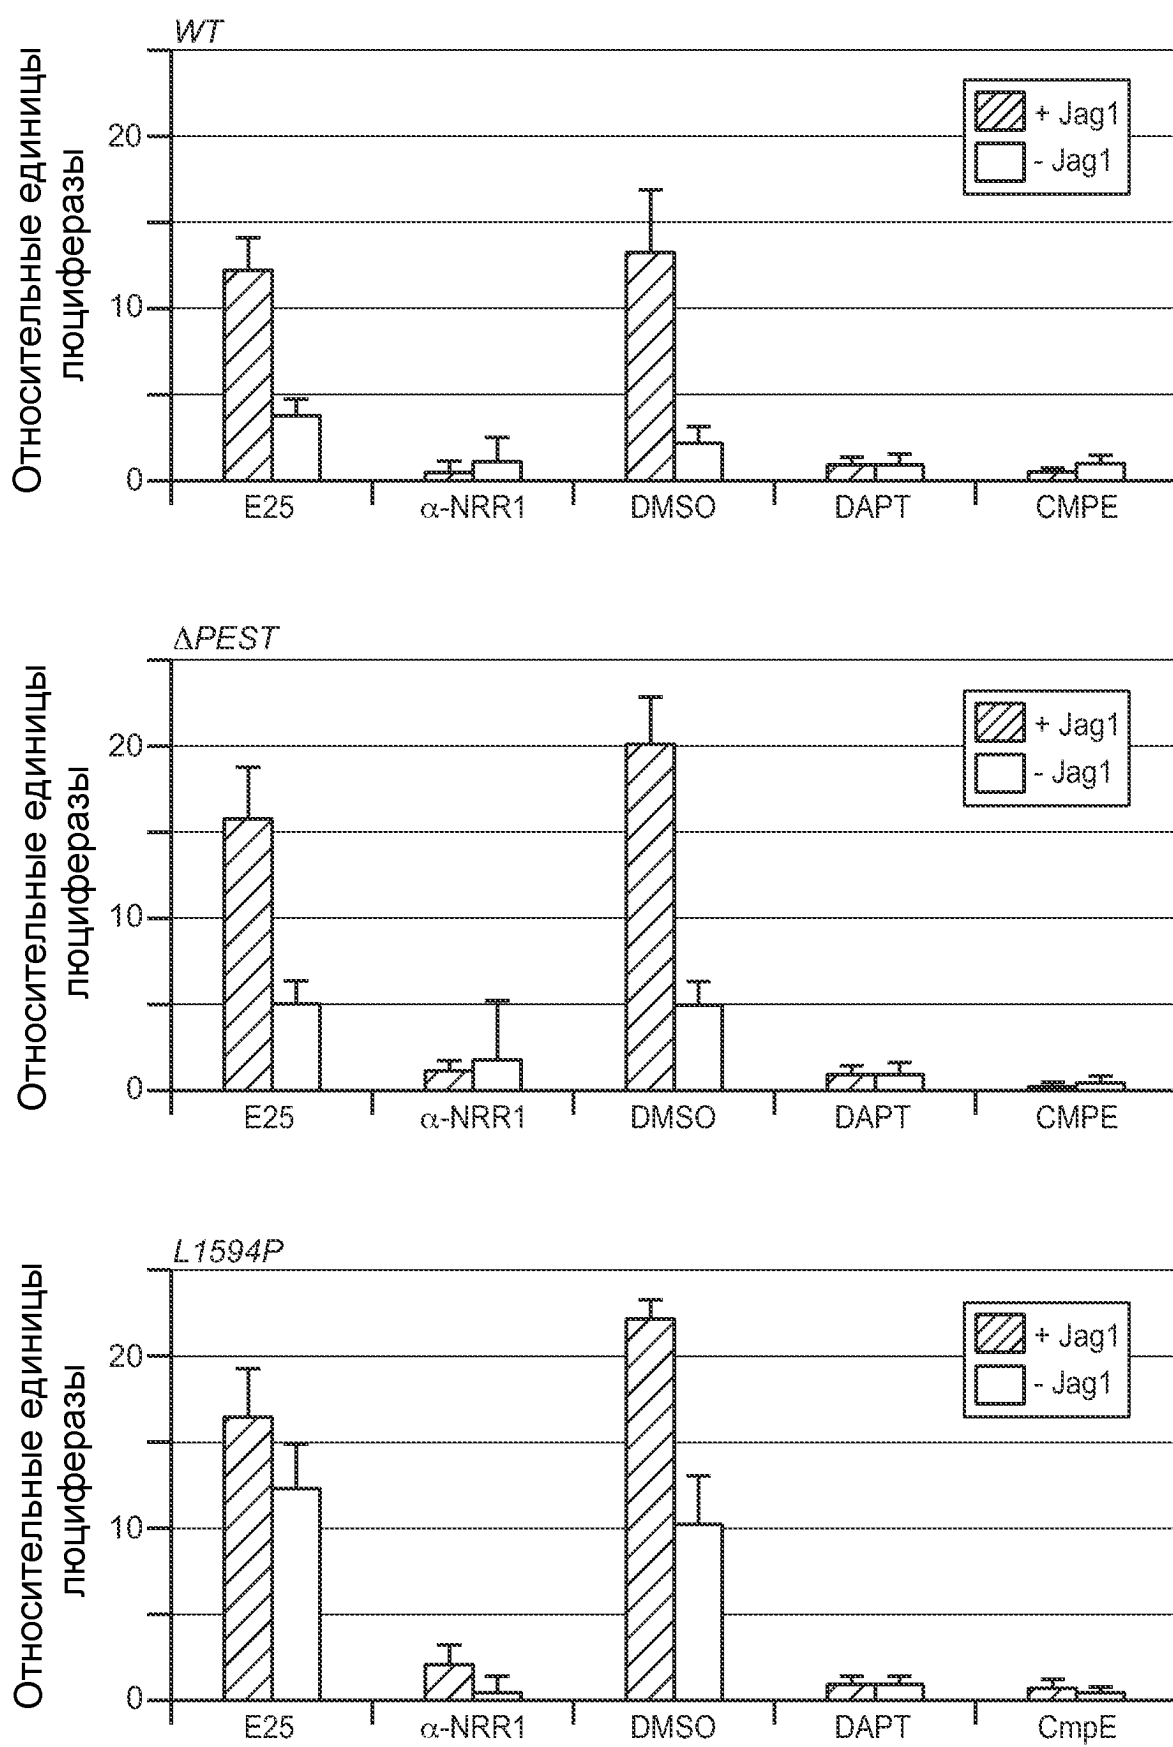 WT
Относительные единицы
люциферазы
20
10
0
+ Jag1
- Jag1
E25
α-NRR1
DMSO
DAPT
CMPE
ΔPEST
Относительные единицы
люциферазы
20
10
0
+ Jag1
- Jag1
E25
α-NRR1
DMSO
DAPT
CMPE
L1594P
Относительные единицы
люциферазы
20
10
0
+ Jag1
- Jag1
E25
α-NRR1
DMSO
DAPT
CmpE